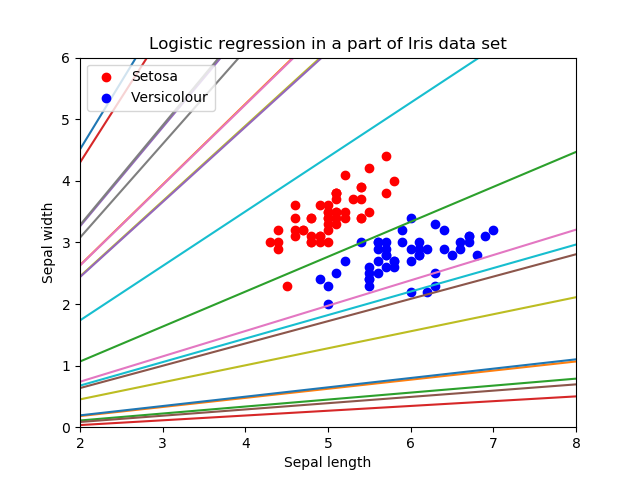 Logistic regression in a part of Iris data set
Setosa
Versicolour
Sepal width
6
5
4
3
2
1
0
2
3
4
5
6
7
8
Sepal length